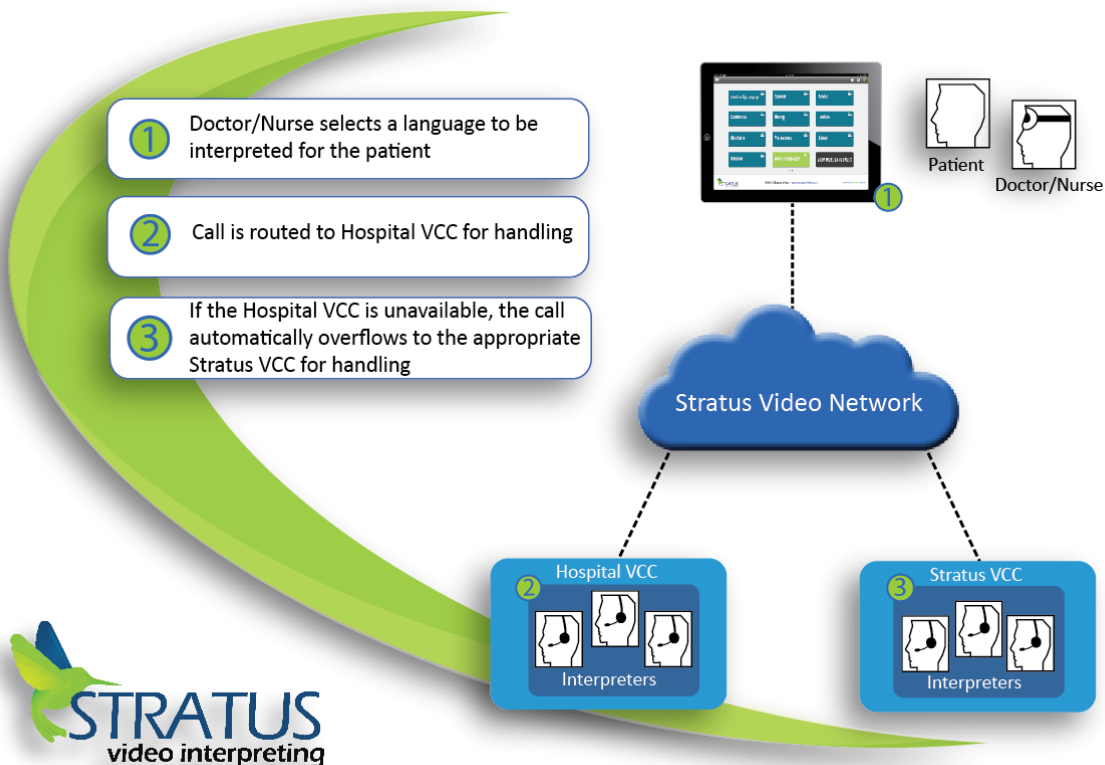 1
Doctor/Nurse selects a language to be
interpreted for the patient
2
Call is routed to Hospital VCC for handling
3
If the Hospital VCC is unavailable, the call
automatically overflows to the appropriate
Stratus VCC for handling
1
Patient
Doctor/Nurse
Stratus Video Network
Hospital VCC
2
Interpreters
Stratus VCC
3
Interpreters
STRATUS
video interpreting